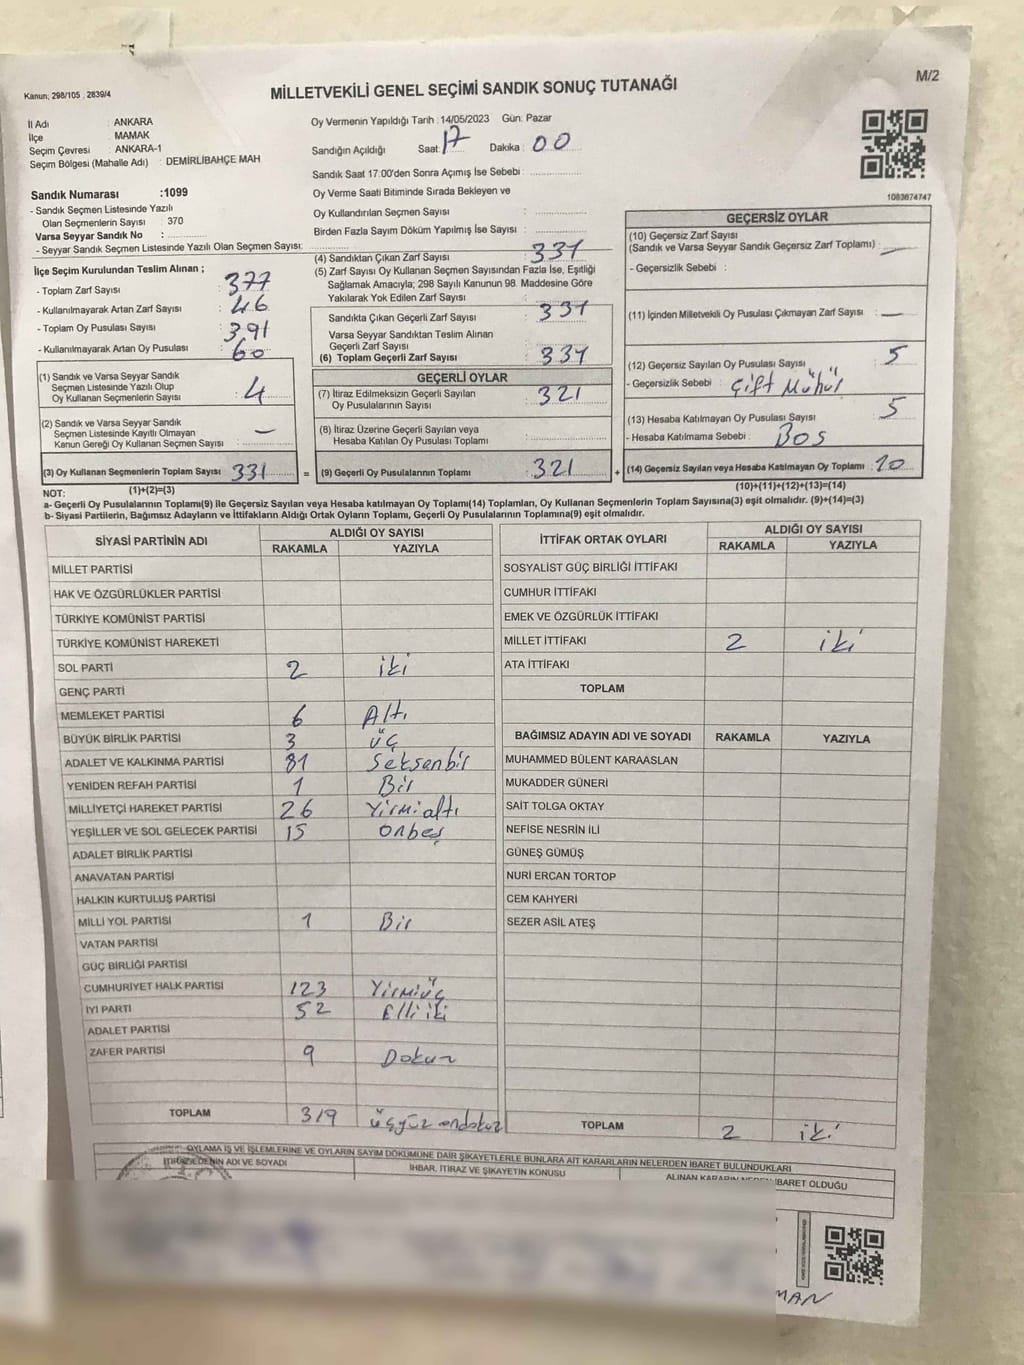 M/2
Kanun; 298/105 , 2839/4
MİLLETVEKİLİ GENEL SEÇİMİ SANDIK SONUÇ TUTANAĞI
İl Adı : ANKARA
İlçe : MAMAK
Seçim Çevresi : ANKARA-1
Seçim Bölgesi (Mahalle Adı) : DEMİRLİBAHÇE MAH
Oy Vermenin Yapıldığı Tarih : 14/05/2023 Gün: Pazar
Sandığın Açıldığı Saat: 17 Dakika : 00
Sandık Saat 17:00'den Sonra Açımış İse Sebebi :
Oy Verme Saati Bitiminde Sırada Bekleyen ve
Oy Kullandırılan Seçmen Sayısı :
Birden Fazla Sayım Döküm Yapılmış İse Sayısı :
1083674747
Sandık Numarası :1099
- Sandık Seçmen Listesinde Yazılı
Olan Seçmenlerin Sayısı : 370
Varsa Seyyar Sandık No :
- Seyyar Sandık Seçmen Listesinde Yazılı Olan Seçmen Sayısı:
İlçe Seçim Kurulundan Teslim Alınan ;
- Toplam Zarf Sayısı : 377
- Kullanılmayarak Artan Zarf Sayısı : 46
- Toplam Oy Pusulası Sayısı : 391
- Kullanılmayarak Artan Oy Pusulası : 60
(1) Sandık ve Varsa Seyyar Sandık
Seçmen Listesinde Yazılı Olup
Oy Kullanan Seçmenlerin Sayısı : 4
(2) Sandık ve Varsa Seyyar Sandık
Seçmen Listesinde Kayıtlı Olmayan
Kanun Gereği Oy Kullanan Seçmen Sayısı : —
(3) Oy Kullanan Seçmenlerin Toplam Sayısı : 331
(1)+(2)=(3)
(4) Sandıktan Çıkan Zarf Sayısı : 331
(5) Zarf Sayısı Oy Kullanan Seçmen Sayısından Fazla İse, Eşitliği
Sağlamak Amacıyla; 298 Sayılı Kanunun 98. Maddesine Göre
Yakılarak Yok Edilen Zarf Sayısı :
Sandıkta Çıkan Geçerli Zarf Sayısı : 331
Varsa Seyyar Sandıktan Teslim Alınan
Geçerli Zarf Sayısı :
(6) Toplam Geçerli Zarf Sayısı : 331
GEÇERLİ OYLAR
(7) İtiraz Edilmeksizin Geçerli Sayılan
Oy Pusulalarının Sayısı : 321
(8) İtiraz Üzerine Geçerli Sayılan veya
Hesaba Katılan Oy Pusulası Toplamı :
= (9) Geçerli Oy Pusulalarının Toplamı : 321
GEÇERSİZ OYLAR
(10) Geçersiz Zarf Sayısı
(Sandık ve Varsa Seyyar Sandık Geçersiz Zarf Toplamı) : —
- Geçersizlik Sebebi :
(11) İçinden Milletvekili Oy Pusulası Çıkmayan Zarf Sayısı : —
(12) Geçersiz Sayılan Oy Pusulası Sayısı : 5
- Geçersizlik Sebebi : Çift Mühür
(13) Hesaba Katılmayan Oy Pusulası Sayısı : 5
- Hesaba Katılmama Sebebi : Boş
+ (14) Geçersiz Sayılan veya Hesaba Katılmayan Oy Toplamı : 10
(10)+(11)+(12)+(13)=(14)
NOT:
a- Geçerli Oy Pusulalarının Toplamı(9) ile Geçersiz Sayılan veya Hesaba katılmayan Oy Toplamı(14) Toplamları, Oy Kullanan Seçmenlerin Toplam Sayısına(3) eşit olmalıdır. (9)+(14)=(3)
b- Siyasi Partilerin, Bağımsız Adayların ve İttifakların Aldığı Ortak Oyların Toplamı, Geçerli Oy Pusulalarının Toplamına(9) eşit olmalıdır.
SİYASİ PARTİNİN ADI ALDIĞI OY SAYISI
RAKAMLA YAZIYLA
MİLLET PARTİSİ
HAK VE ÖZGÜRLÜKLER PARTİSİ
TÜRKİYE KOMÜNİST PARTİSİ
TÜRKİYE KOMÜNİST HAREKETİ
SOL PARTİ 2 iki
GENÇ PARTİ
MEMLEKET PARTİSİ 6 Altı
BÜYÜK BİRLİK PARTİSİ 3 üç
ADALET VE KALKINMA PARTİSİ 81 Seksenbir
YENİDEN REFAH PARTİSİ 1 Bir
MİLLİYETÇİ HAREKET PARTİSİ 26 Yirmialtı
YEŞİLLER VE SOL GELECEK PARTİSİ 15 onbeş
ADALET BİRLİK PARTİSİ
ANAVATAN PARTİSİ
HALKIN KURTULUŞ PARTİSİ
MİLLİ YOL PARTİSİ 1 Bir
VATAN PARTİSİ
GÜÇ BİRLİĞİ PARTİSİ
CUMHURİYET HALK PARTİSİ 123 Yirmiüç
İYİ PARTİ 52 Elliiki
ADALET PARTİSİ
ZAFER PARTİSİ 9 Dokuz
TOPLAM 319 üçyüz ondokuz
İTTİFAK ORTAK OYLARI ALDIĞI OY SAYISI
RAKAMLA YAZIYLA
SOSYALİST GÜÇ BİRLİĞİ İTTİFAKI
CUMHUR İTTİFAKI
EMEK VE ÖZGÜRLÜK İTTİFAKI
MİLLET İTTİFAKI 2 iki
ATA İTTİFAKI
TOPLAM
BAĞIMSIZ ADAYIN ADI VE SOYADI RAKAMLA YAZIYLA
MUHAMMED BÜLENT KARAASLAN
MUKADDER GÜNERİ
SAİT TOLGA OKTAY
NEFİSE NESRİN İLİ
GÜNEŞ GÜMÜŞ
NURİ ERCAN TORTOP
CEM KAHYERİ
SEZER ASİL ATEŞ
TOPLAM 2 iki
OYLAMA İŞ VE İŞLEMLERİNE VE OYLARIN SAYIM DÖKÜMÜNE DAİR ŞİKAYETLERLE BUNLARA AİT KARARLARIN NELERDEN İBARET BULUNDUKLARI
İTİRAZ EDENİN ADI VE SOYADI
İHBAR, İTİRAZ VE ŞİKAYETİN KONUSU
ALINAN KARARIN NEDEN İBARET OLDUĞU
MAN